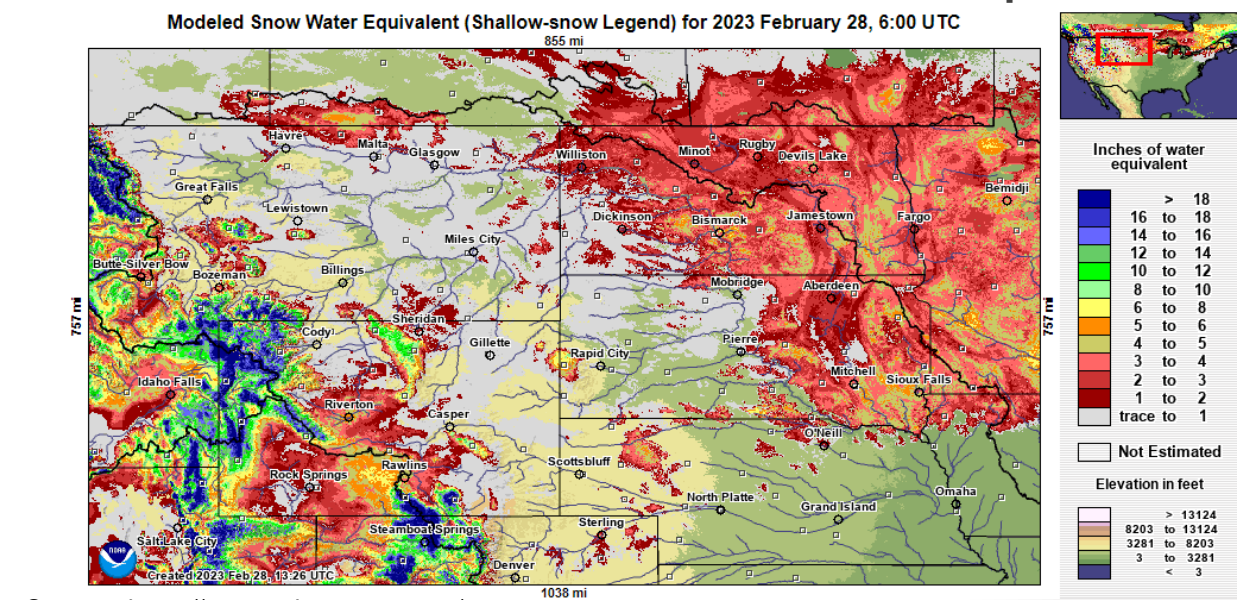 Modeled Snow Water Equivalent (Shallow-snow Legend) for 2023 February 28, 6:00 UTC
855 mi
757 mi
Havre
Malta
Glasgow
Williston
Minot
Rugby
Devils Lake
Great Falls
Lewistown
Dickinson
Bismarck
Jamestown
Fargo
Bemidji
Miles City
Butte-Silver Bow
Bozeman
Billings
Mobridge
Aberdeen
Cody
Sheridan
Gillette
Rapid City
Pierre
Idaho Falls
Mitchell
Sioux Falls
Riverton
Casper
O'Neill
Rock Springs
Rawlins
Scottsbluff
North Platte
Grand Island
Omaha
Salt Lake City
Steamboat Springs
Sterling
Denver
NOAA
Created 2023 Feb 28, 13:26 UTC
1038 mi
757 mi
Inches of water
equivalent
> 18
16 to 18
14 to 16
12 to 14
10 to 12
8 to 10
6 to 8
5 to 6
4 to 5
3 to 4
2 to 3
1 to 2
trace to 1
Not Estimated
Elevation in feet
> 13124
8203 to 13124
3281 to 8203
3 to 3281
< 3